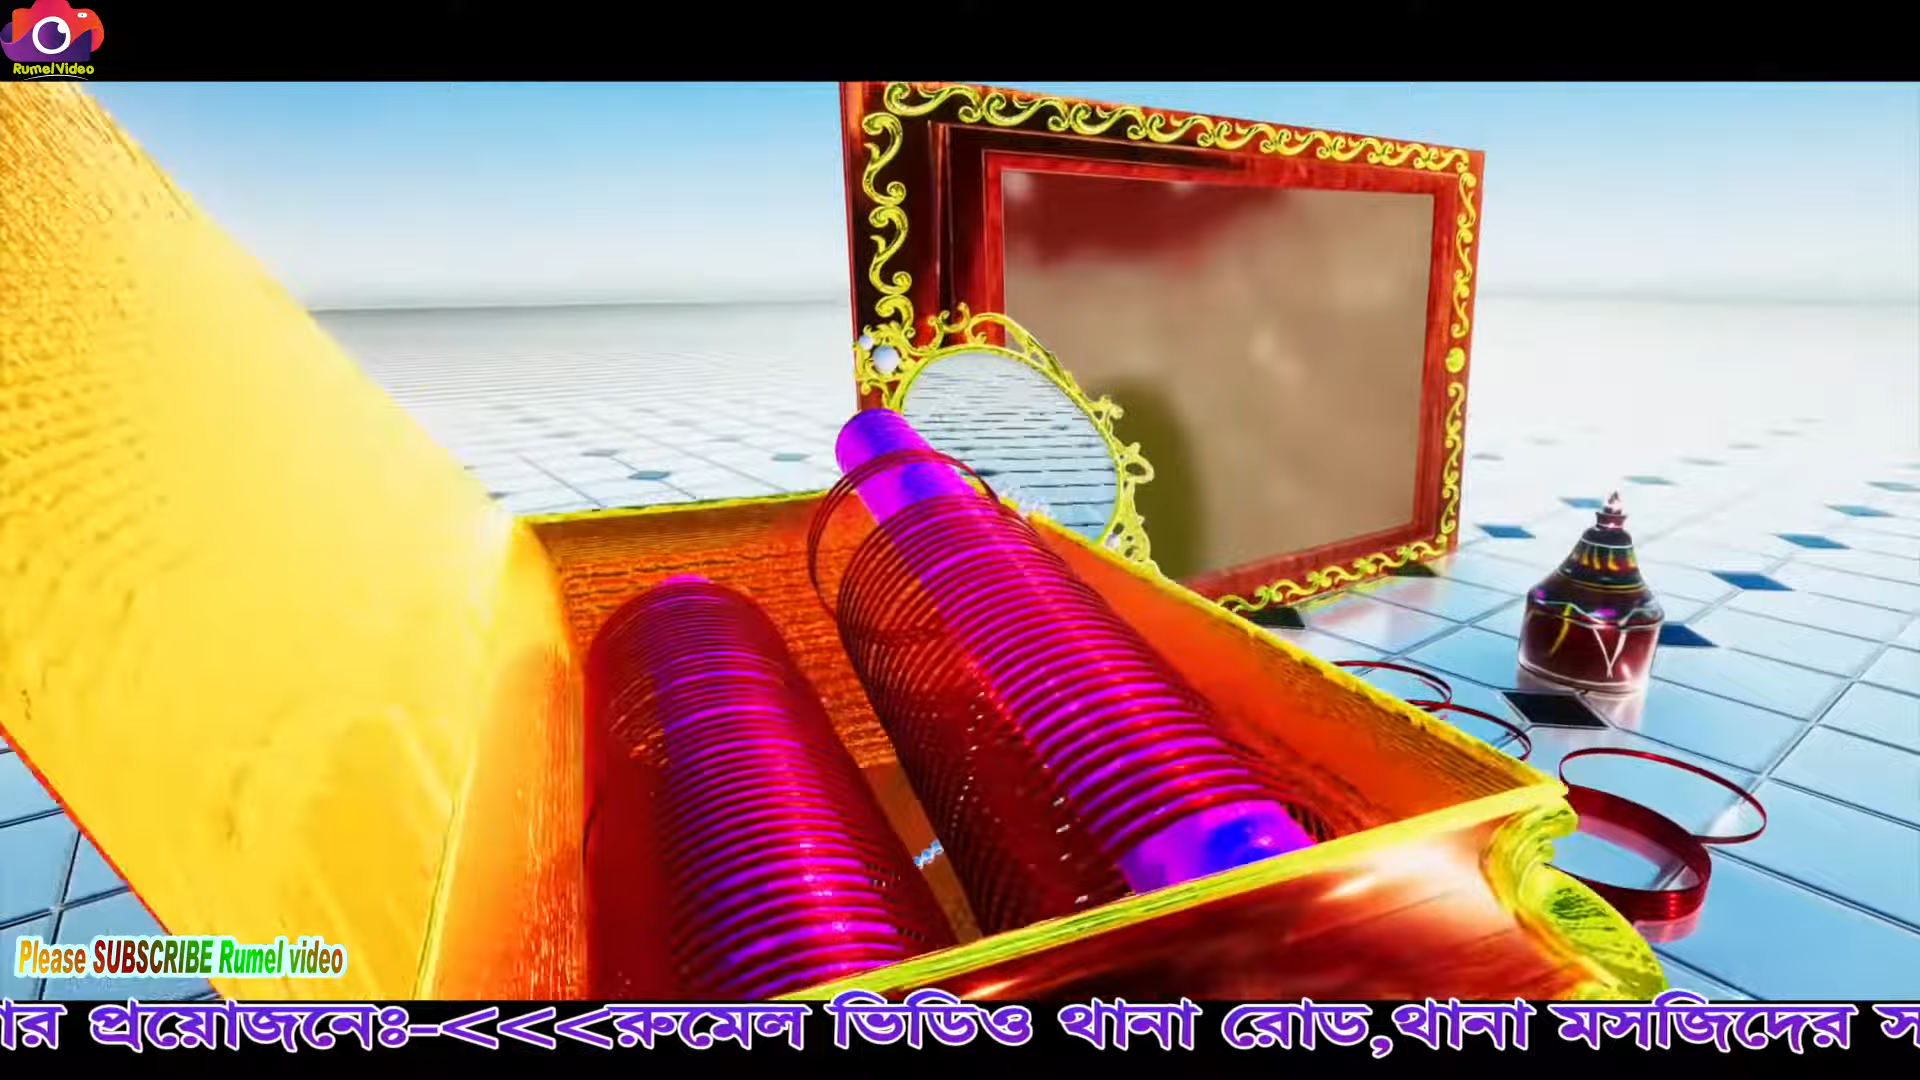 RumelVideo
Please SUBSCRIBE Rumel video
র প্রয়োজনেঃ-<<<রুমেল ভিডিও থানা রোড,থানা মসজিদের